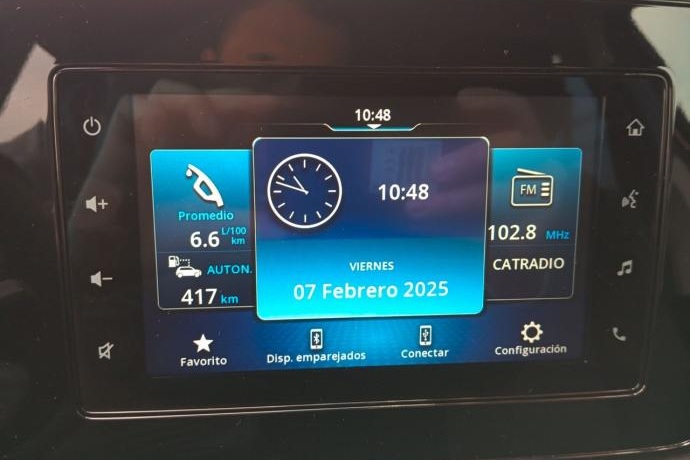 10:48
Promedio
6.6 L/100 km
AUTON.
417 km
10:48
VIERNES
07 Febrero 2025
FM
102.8 MHz
CATRADIO
Favorito
Disp. emparejados
Conectar
Configuración